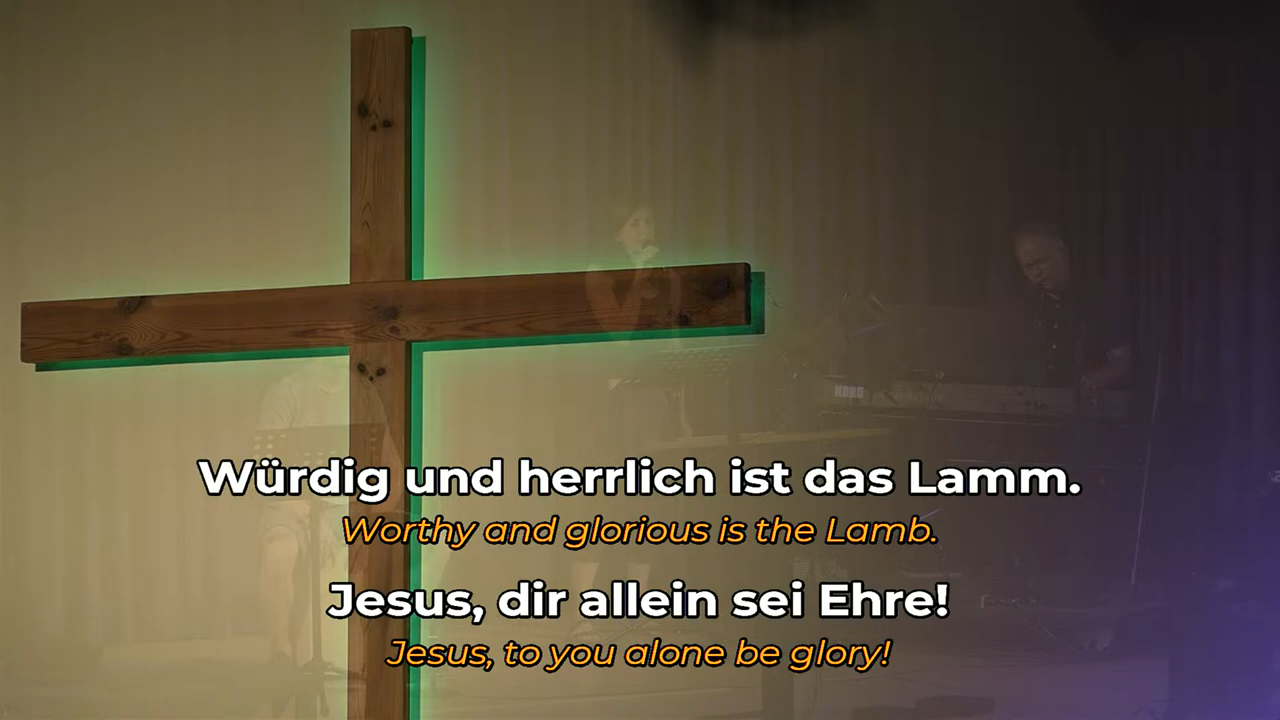 KORG
Würdig und herrlich ist das Lamm.
Worthy and glorious is the Lamb.
Jesus, dir allein sei Ehre!
Jesus, to you alone be glory!